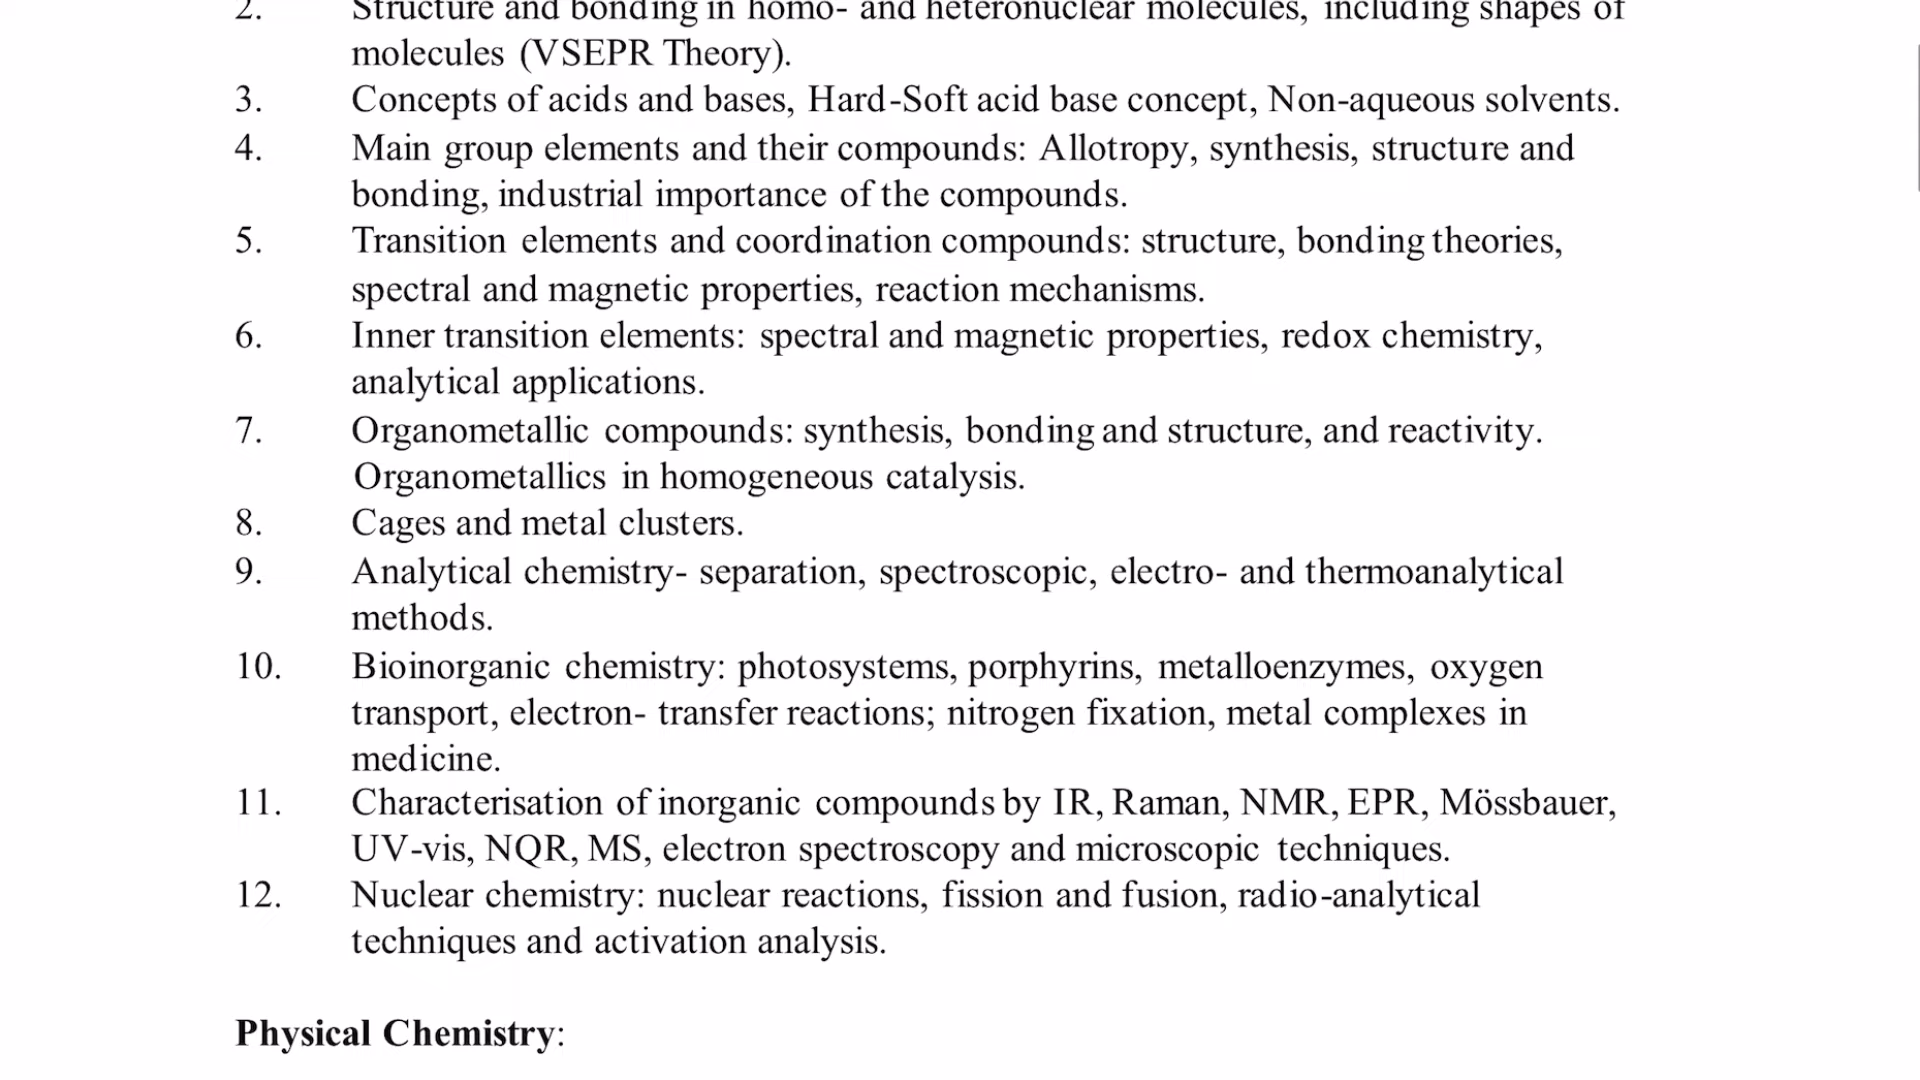 2. Structure and bonding in homo- and heteronuclear molecules, including shapes of
molecules (VSEPR Theory).
3. Concepts of acids and bases, Hard-Soft acid base concept, Non-aqueous solvents.
4. Main group elements and their compounds: Allotropy, synthesis, structure and
bonding, industrial importance of the compounds.
5. Transition elements and coordination compounds: structure, bonding theories,
spectral and magnetic properties, reaction mechanisms.
6. Inner transition elements: spectral and magnetic properties, redox chemistry,
analytical applications.
7. Organometallic compounds: synthesis, bonding and structure, and reactivity.
Organometallics in homogeneous catalysis.
8. Cages and metal clusters.
9. Analytical chemistry- separation, spectroscopic, electro- and thermoanalytical
methods.
10. Bioinorganic chemistry: photosystems, porphyrins, metalloenzymes, oxygen
transport, electron- transfer reactions; nitrogen fixation, metal complexes in
medicine.
11. Characterisation of inorganic compounds by IR, Raman, NMR, EPR, Mössbauer,
UV-vis, NQR, MS, electron spectroscopy and microscopic techniques.
12. Nuclear chemistry: nuclear reactions, fission and fusion, radio-analytical
techniques and activation analysis.
Physical Chemistry: